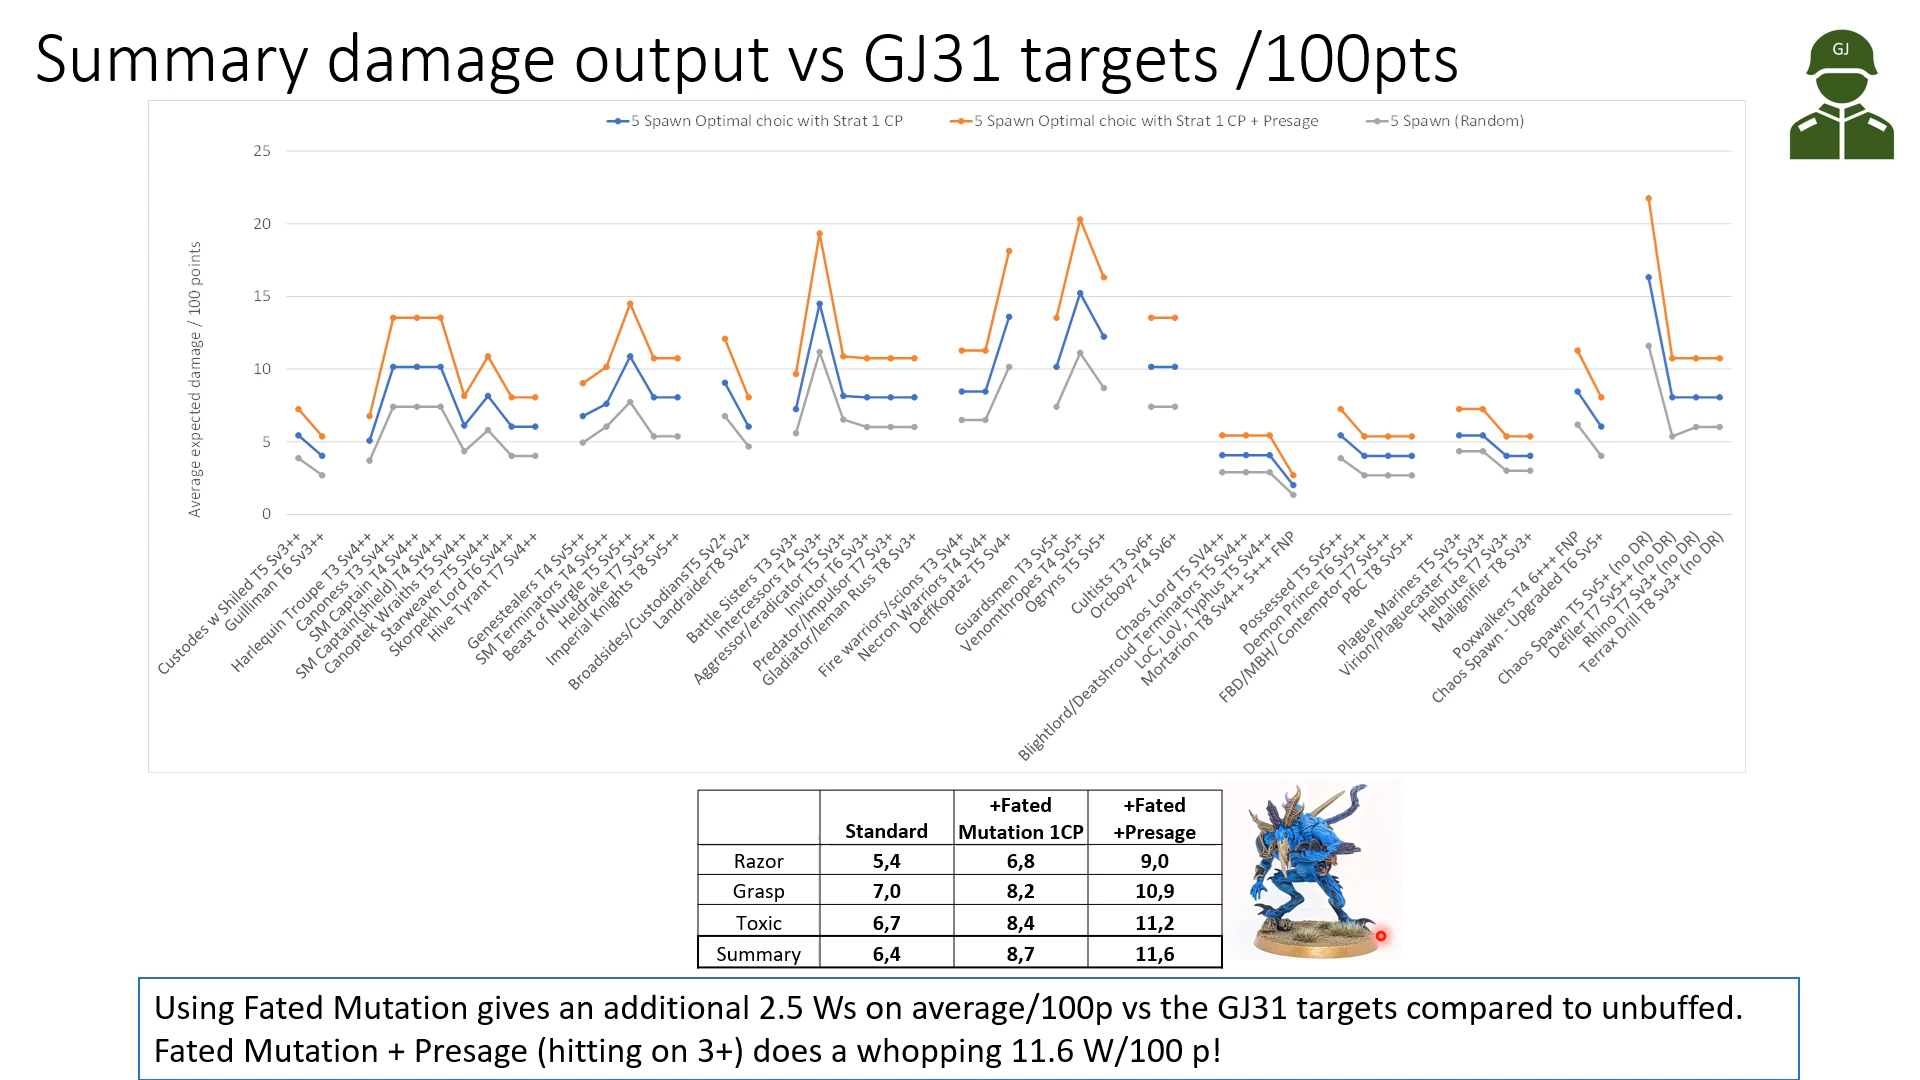 Summary damage output vs GJ31 targets /100pts
GJ
5 Spawn Optimal choic with Strat 1 CP
5 Spawn Optimal choic with Strat 1 CP + Presage
5 Spawn (Random)
Average expected damage / 100 points
25
20
15
10
5
0
Custodes w Shiled T5 Sv3++
Guilliman T6 Sv3++
Harlequin Troupe T3 Sv4++
Canoness T3 Sv4++
SM Captain T4 Sv4++
SM Captain(shield) T4 Sv4++
Canoptek Wraiths T5 Sv4++
Starweaver T5 Sv4++
Skorpekh Lord T6 Sv4++
Hive Tyrant T7 Sv4++
Genestealers T4 Sv5++
SM Terminators T4 Sv5++
Beast of Nurgle T5 Sv5++
Heldrake T7 Sv5++
Imperial Knights T8 Sv5++
Broadsides/CustodiansT5 Sv2+
LandraiderT8 Sv2+
Battle Sisters T3 Sv3+
Intercessors T4 Sv3+
Aggressor/eradicator T5 Sv3+
Invictor T6 Sv3+
Predator/Impulsor T7 Sv3+
Gladiator/leman Russ T8 Sv3+
Fire warriors/scions T3 Sv4+
Necron Warriors T4 Sv4+
DeffKoptaz T5 Sv4+
Guardsmen T3 Sv5+
Venomthropes T4 Sv5+
Ogryns T5 Sv5+
Cultists T3 Sv6+
Orcboyz T4 Sv6+
Chaos Lord T5 SV4++
Blightlord/Deatshroud Terminators T5 Sv4++
LoC, LoV, Typhus T5 Sv4++
Mortarion T8 Sv4++ 5+++ FNP
Possessed T5 Sv5++
Demon Prince T6 Sv5++
FBD/MBH/ Contemptor T7 Sv5++
PBC T8 Sv5++
Plague Marines T5 Sv3+
Virion/Plaguecaster T5 Sv3+
Helbrute T7 Sv3+
Malignifier T8 Sv3+
Poxwalkers T4 6+++ FNP
Chaos Spawn - Upgraded T6 Sv5+
Chaos Spawn T5 Sv5+ (no DR)
Defiler T7 Sv5++ (no DR)
Rhino T7 Sv3+ (no DR)
Terrax Drill T8 Sv3+ (no DR)
Standard +Fated Mutation 1CP +Fated +Presage
Razor 5,4 6,8 9,0
Grasp 7,0 8,2 10,9
Toxic 6,7 8,4 11,2
Summary 6,4 8,7 11,6
Using Fated Mutation gives an additional 2.5 Ws on average/100p vs the GJ31 targets compared to unbuffed.
Fated Mutation + Presage (hitting on 3+) does a whopping 11.6 W/100 p!